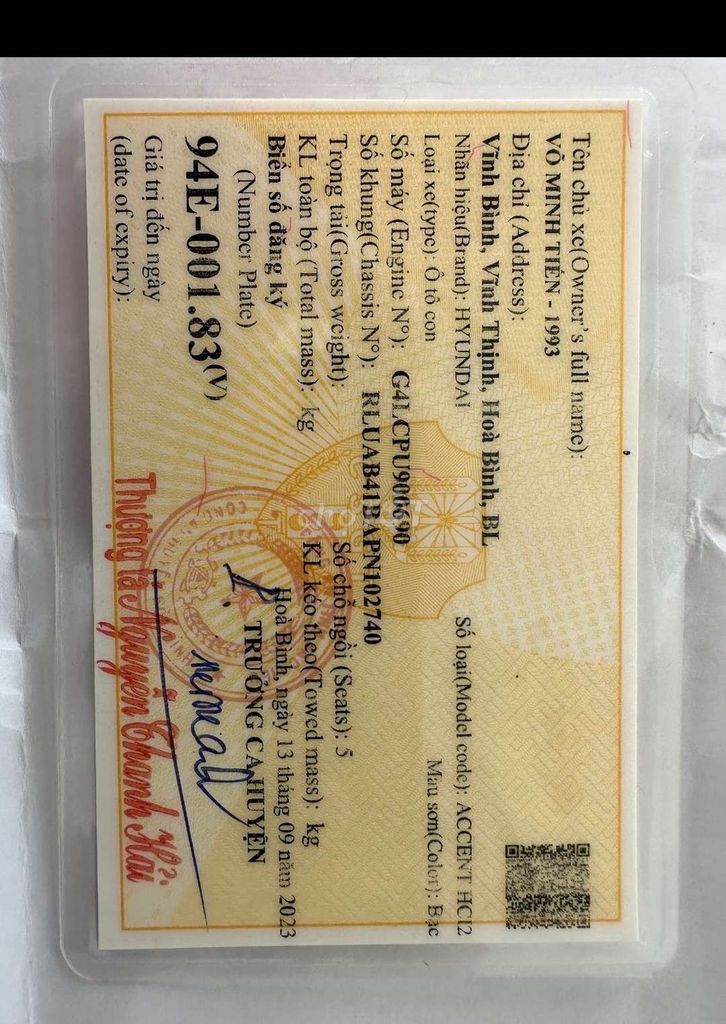 Tên chủ xe(Owner's full name):
VÕ MINH TIẾN - 1993
Địa chỉ (Address):
Vĩnh Bình, Vĩnh Thịnh, Hoà Bình, BL
Nhãn hiệu(Brand): HYUNDAI Số loại(Model code): ACCENT HCI2
Loại xe(type): Ô tô con Màu sơn(Color): Bạc
Số máy (Engine Nº): G4LCPU900690
Số khung(Chassis Nº): RLUAB41BAPN102740
Trọng tải(Gross weight): Số chỗ ngồi (Seats): 5
KL toàn bộ (Total mass): kg KL kéo theo(Towed mass): kg
Biển số đăng ký Hoà Bình, ngày 13 tháng 09 năm 2023
(Number Plate) TRƯỞNG CA HUYỆN
94E-001.83(V)
Giá trị đến ngày
(date of expiry):
Thượng tá Nguyễn Thanh Hải